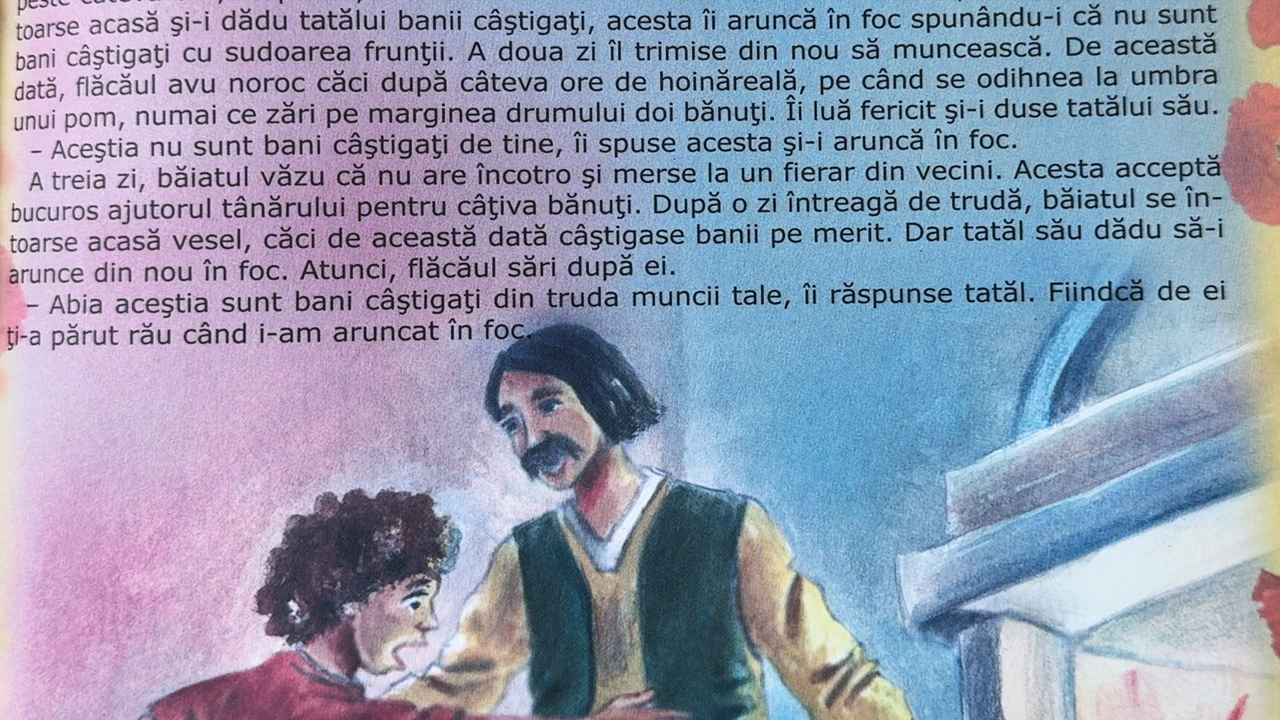 toarse acasă şi-i dădu tatălui banii câştigaţi, acesta îi aruncă în foc spunându-i că nu sunt
bani câştigaţi cu sudoarea frunţii. A doua zi îl trimise din nou să muncească. De această
dată, flăcăul avu noroc căci după câteva ore de hoinăreală, pe când se odihnea la umbra
unui pom, numai ce zări pe marginea drumului doi bănuţi. Îi luă fericit şi-i duse tatălui său.
– Aceştia nu sunt bani câştigaţi de tine, îi spuse acesta şi-i aruncă în foc.
A treia zi, băiatul văzu că nu are încotro şi merse la un fierar din vecini. Acesta acceptă
bucuros ajutorul tânărului pentru câţiva bănuţi. După o zi întreagă de trudă, băiatul se în-
toarse acasă vesel, căci de această dată câştigase banii pe merit. Dar tatăl său dădu să-i
arunce din nou în foc. Atunci, flăcăul sări după ei.
– Abia aceştia sunt bani câştigaţi din truda muncii tale, îi răspunse tatăl. Fiindcă de ei
ţi-a părut rău când i-am aruncat în foc.